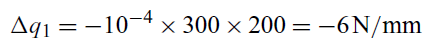 Δq₁ = −10⁻⁴ × 300 × 200 = −6 N/mm